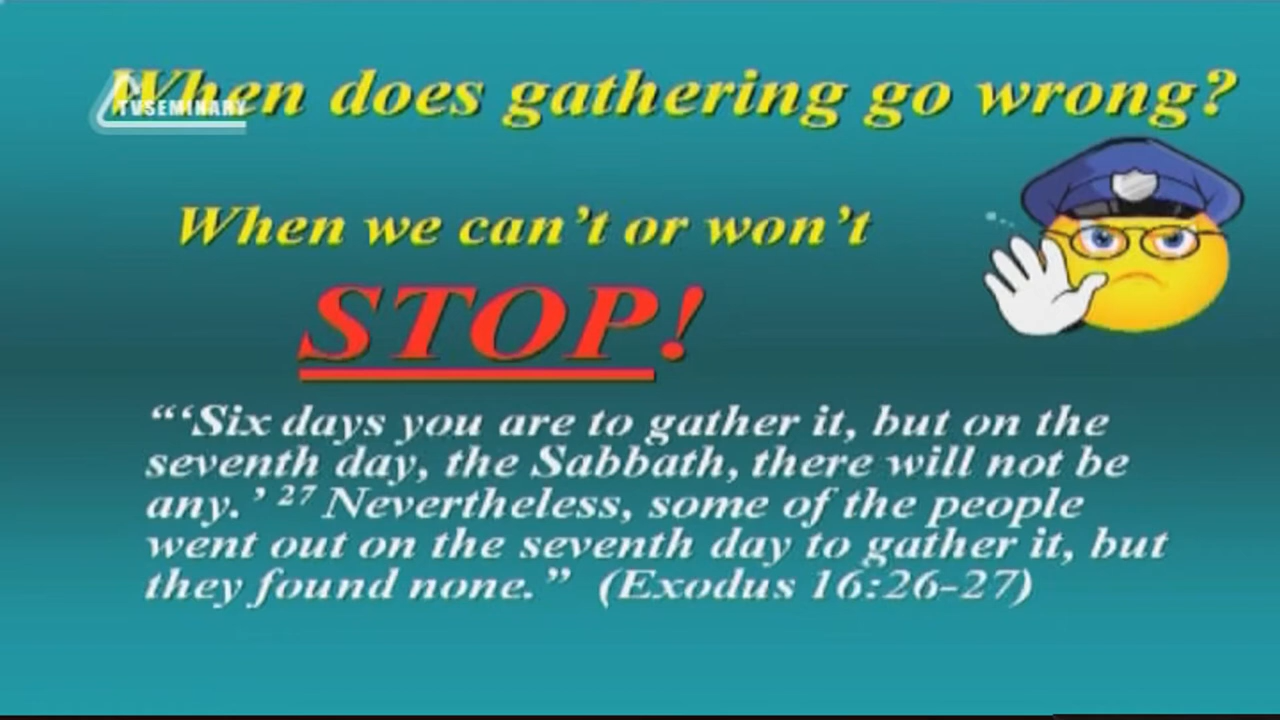 When does gathering go wrong?
TVSEMINARY
When we can't or won't
STOP!
“‘Six days you are to gather it, but on the
seventh day, the Sabbath, there will not be
any.’ 27 Nevertheless, some of the people
went out on the seventh day to gather it, but
they found none.” (Exodus 16:26-27)